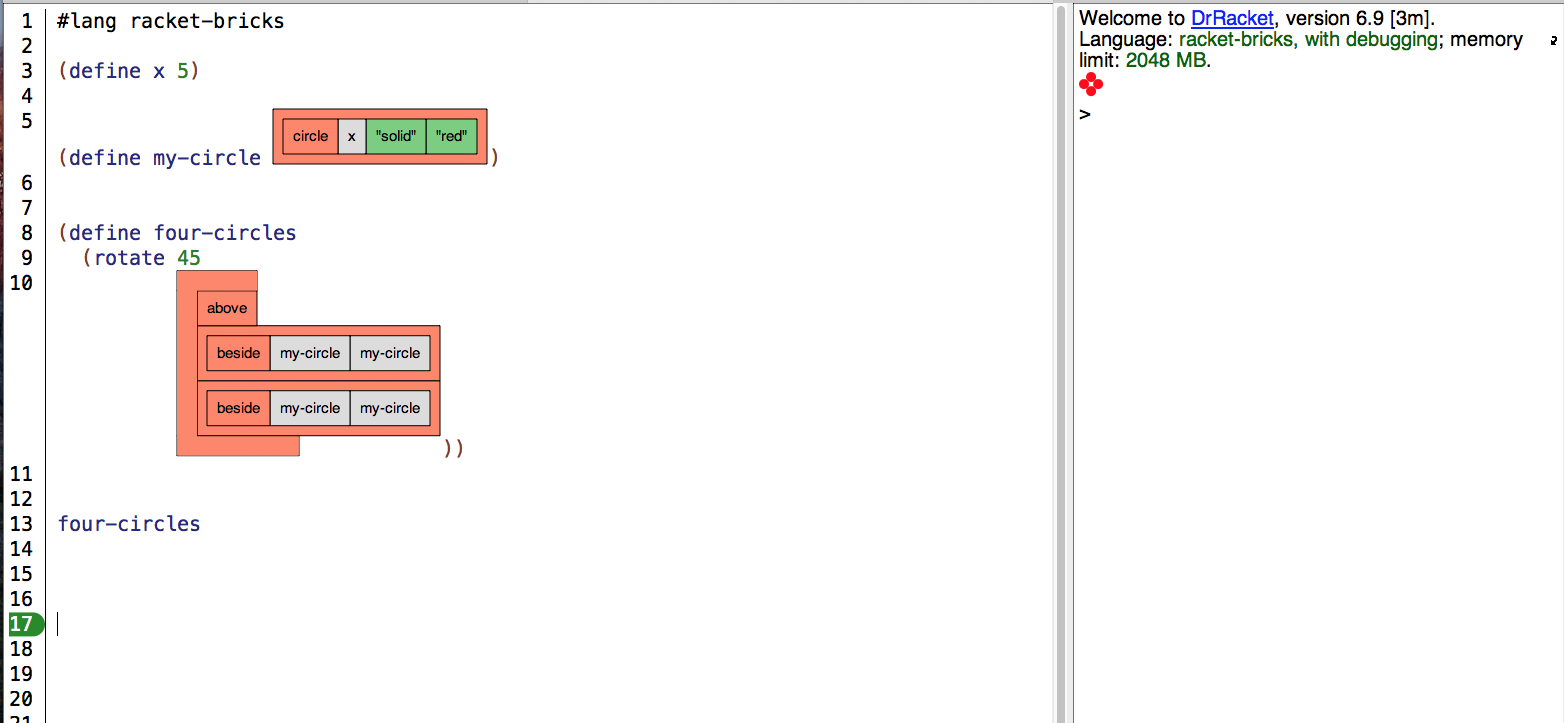 1 #lang racket-bricks
2
3 (define x 5)
4
5
circle x "solid" "red"
(define my-circle )
6
7
8 (define four-circles
9 (rotate 45
10
above
beside my-circle my-circle
beside my-circle my-circle
))
11
12
13 four-circles
14
15
16
17
18
19
20
21
Welcome to DrRacket, version 6.9 [3m].
Language: racket-bricks, with debugging; memory
limit: 2048 MB.
>